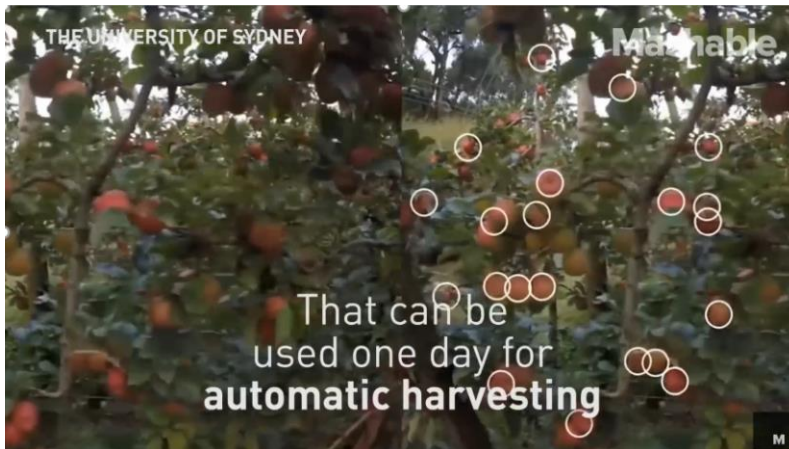 THE UNIVERSITY OF SYDNEY
Mashable
That can be
used one day for
automatic harvesting
M